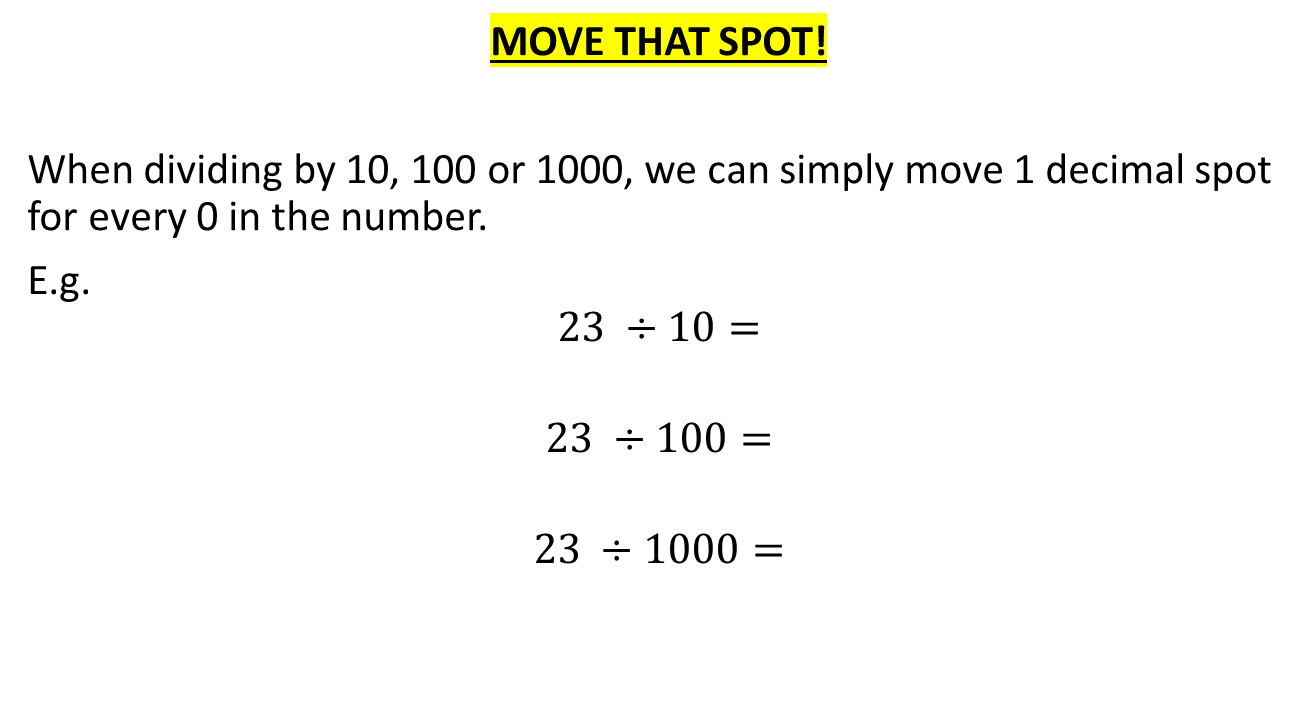 MOVE THAT SPOT!
When dividing by 10, 100 or 1000, we can simply move 1 decimal spot
for every 0 in the number.
E.g.
23 ÷ 10 =
23 ÷ 100 =
23 ÷ 1000 =